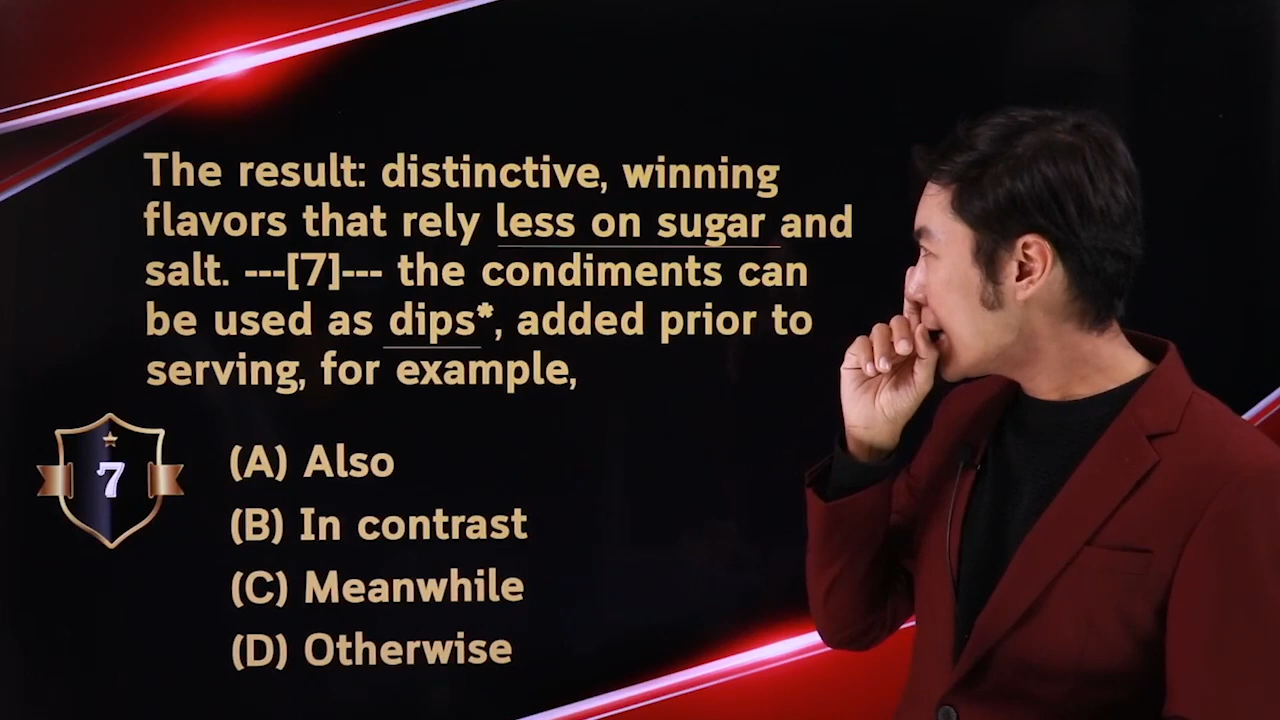 The result: distinctive, winning
flavors that rely less on sugar and
salt. ---[7]--- the condiments can
be used as dips*, added prior to
serving, for example,
7
(A) Also
(B) In contrast
(C) Meanwhile
(D) Otherwise